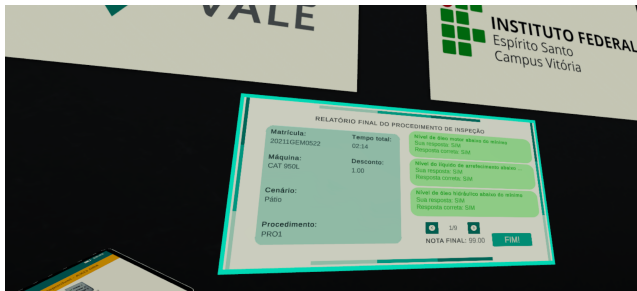 VALE
INSTITUTO FEDERAL
Espírito Santo
Campus Vitória
RELATÓRIO FINAL DO PROCEDIMENTO DE INSPEÇÃO
Matrícula:
20211GEM0522
Tempo total:
02:14
Máquina:
CAT 950L
Desconto:
1.00
Cenário:
Pátio
Procedimento:
PRO1
Nível de óleo motor abaixo do mínimo
Sua resposta: SIM
Resposta correta: SIM
Nível do líquido de arrefecimento abaixo ...
Sua resposta: SIM
Resposta correta: SIM
Nível de óleo hidráulico abaixo do mínimo
Sua resposta: SIM
Resposta correta: SIM
1/9
NOTA FINAL: 99.00
FIM!